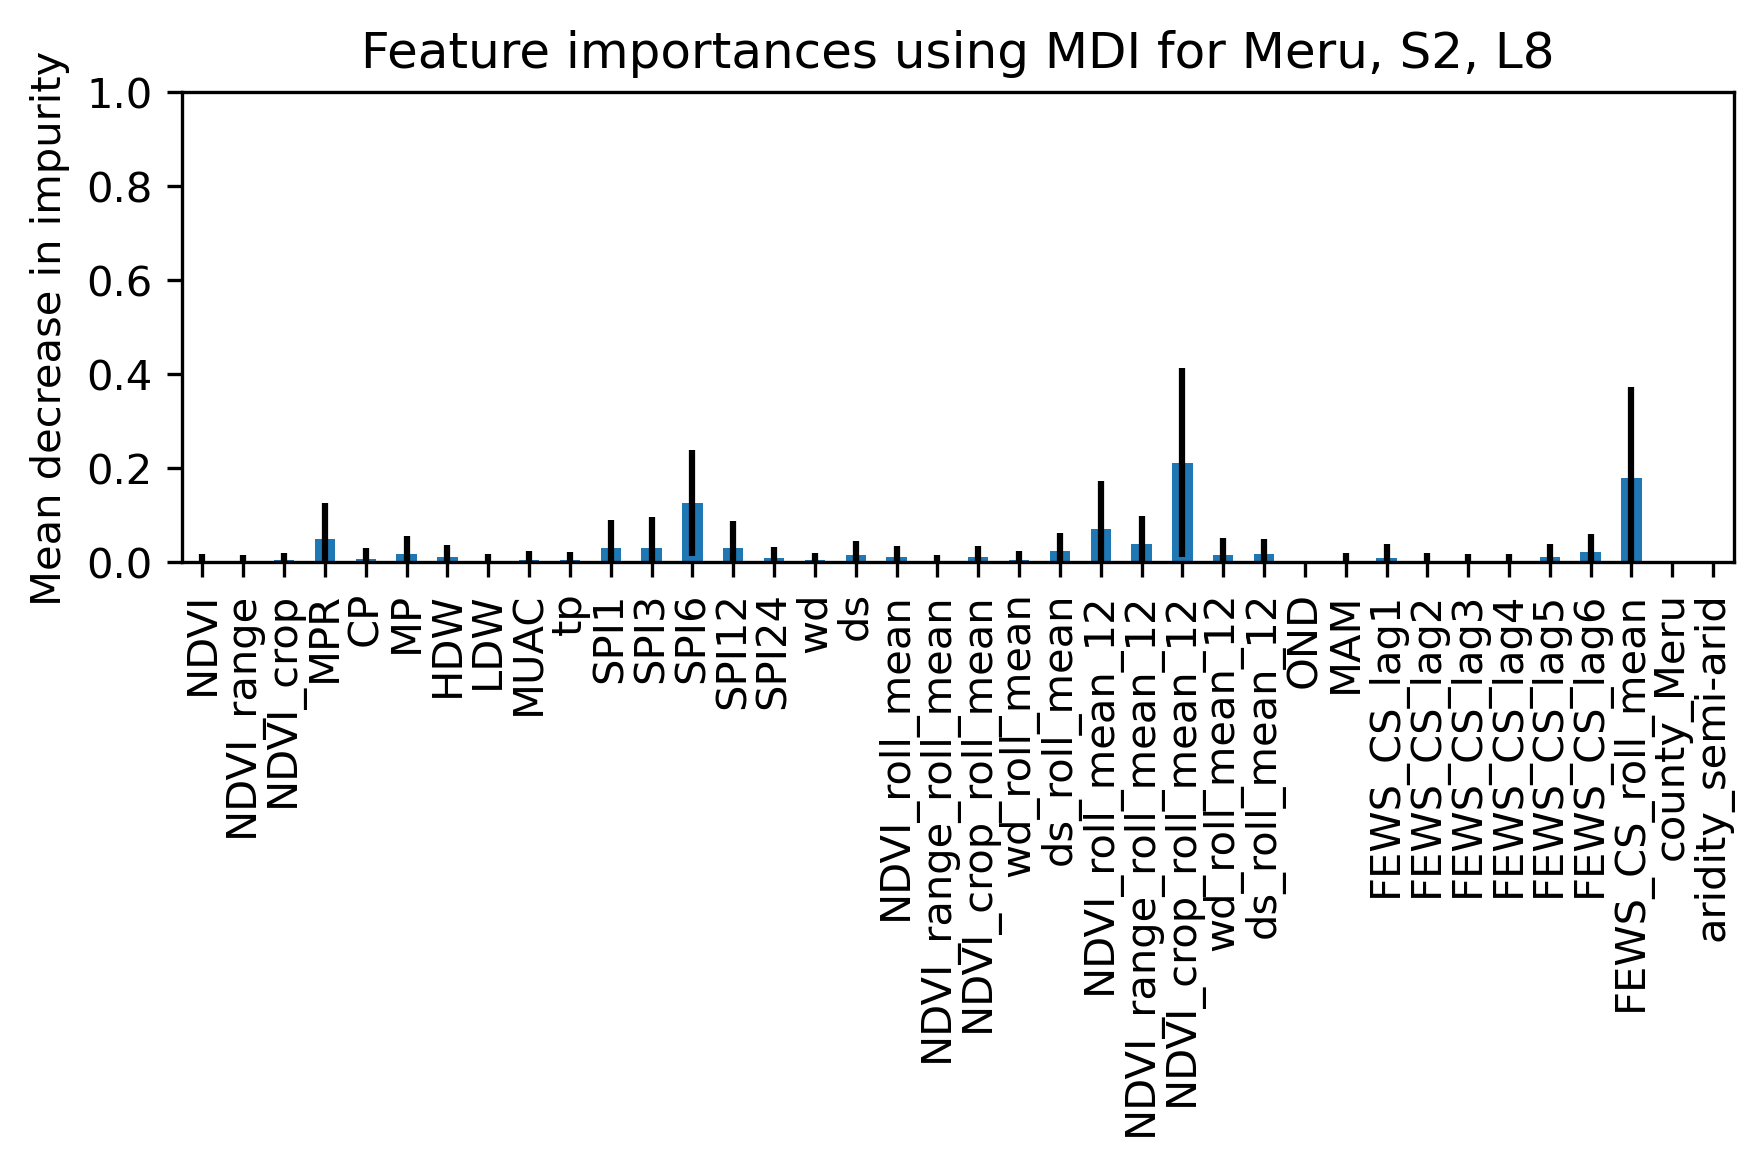 Feature importances using MDI for Meru, S2, L8
Mean decrease in impurity
1.0
0.8
0.6
0.4
0.2
0.0
NDVI
NDVI_range
NDVI_crop
MPR
CP
MP
HDW
LDW
MUAC
tp
SPI1
SPI3
SPI6
SPI12
SPI24
wd
ds
NDVI_roll_mean
NDVI_range_roll_mean
NDVI_crop_roll_mean
wd_roll_mean
ds_roll_mean
NDVI_roll_mean_12
NDVI_range_roll_mean_12
NDVI_crop_roll_mean_12
wd_roll_mean_12
ds_roll_mean_12
OND
MAM
FEWS_CS_lag1
FEWS_CS_lag2
FEWS_CS_lag3
FEWS_CS_lag4
FEWS_CS_lag5
FEWS_CS_lag6
FEWS_CS_roll_mean
county_Meru
aridity_semi-arid